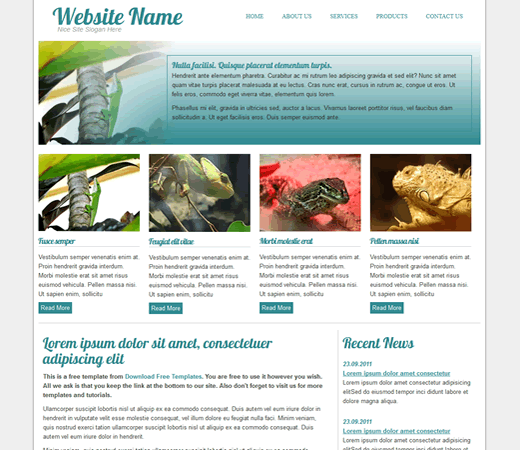 Website Name
Nice Site Slogan Here
HOME ABOUT US SERVICES PRODUCTS CONTACT US
Nulla facilisi. Quisque placerat elementum turpis.
Hendrerit ante elementum pharetra. Curabitur ac mi rutrum leo adipiscing gravida et sed elit? Nunc sit amet
quam vitae turpis placerat malesuada at eu lectus. Cras nunc erat, cursus in rutrum ac, congue ut eros. Ut
felis eros, commodo eget viverra vitae, elementum quis lorem.
Phasellus mi elit, gravida in ultricies sed, auctor a lacus. Vivamus laoreet porttitor risus, vel faucibus diam
sollicitudin a. Ut eget facilisis eros. Duis semper euismod ante.
Fusce semper
Vestibulum semper venenatis enim at.
Proin hendrerit gravida interdum.
Morbi molestie erat sit amet risus
euismod vehicula. Pellen massa nisi.
Ut sapien enim, sollicitu
Read More
Feugiat elit vitae
Vestibulum semper venenatis enim at.
Proin hendrerit gravida interdum.
Morbi molestie erat sit amet risus
euismod vehicula. Pellen massa nisi.
Ut sapien enim, sollicitu
Read More
Morbi molestie erat
Vestibulum semper venenatis enim at.
Proin hendrerit gravida interdum.
Morbi molestie erat sit amet risus
euismod vehicula. Pellen massa nisi.
Ut sapien enim, sollicitu
Read More
Pellen massa nisi
Vestibulum semper venenatis enim at.
Proin hendrerit gravida interdum.
Morbi molestie erat sit amet risus
euismod vehicula. Pellen massa nisi.
Ut sapien enim, sollicitu
Read More
Lorem ipsum dolor sit amet, consectetuer
adipiscing elit
This is a free template from Download Free Templates. You are free to use it however you wish.
All we ask is that you keep the link at the bottom to our site. Also don't forget to visit us for more
templates and tutorials.
Ullamcorper suscipit lobortis nisl ut aliquip ex ea commodo consequat. Duis autem vel eum iriure dolor in
hendrerit in vulputate velit esse molestie consequat, vel illum dolore eu feugiat nulla faci. Minim veniam,
quis nostrud exerci tation ullamcorper suscipit lobortis nisl ut aliquip ex ea commodo consequat. Duis
autem vel eum iriure dolor in hendrerit.
Recent News
23.09.2011
Lorem ipsum dolor amet consectetur
Lorem ipsum dolor amet consectetur adipiscing
elitSed do eiusmod tempor inci didunt labore et
dolore magna aliqua.
23.09.2011
Lorem ipsum dolor amet consectetur
Lorem ipsum dolor amet consectetur adipiscing
elitSed do eiusmod tempor inci didunt labore et